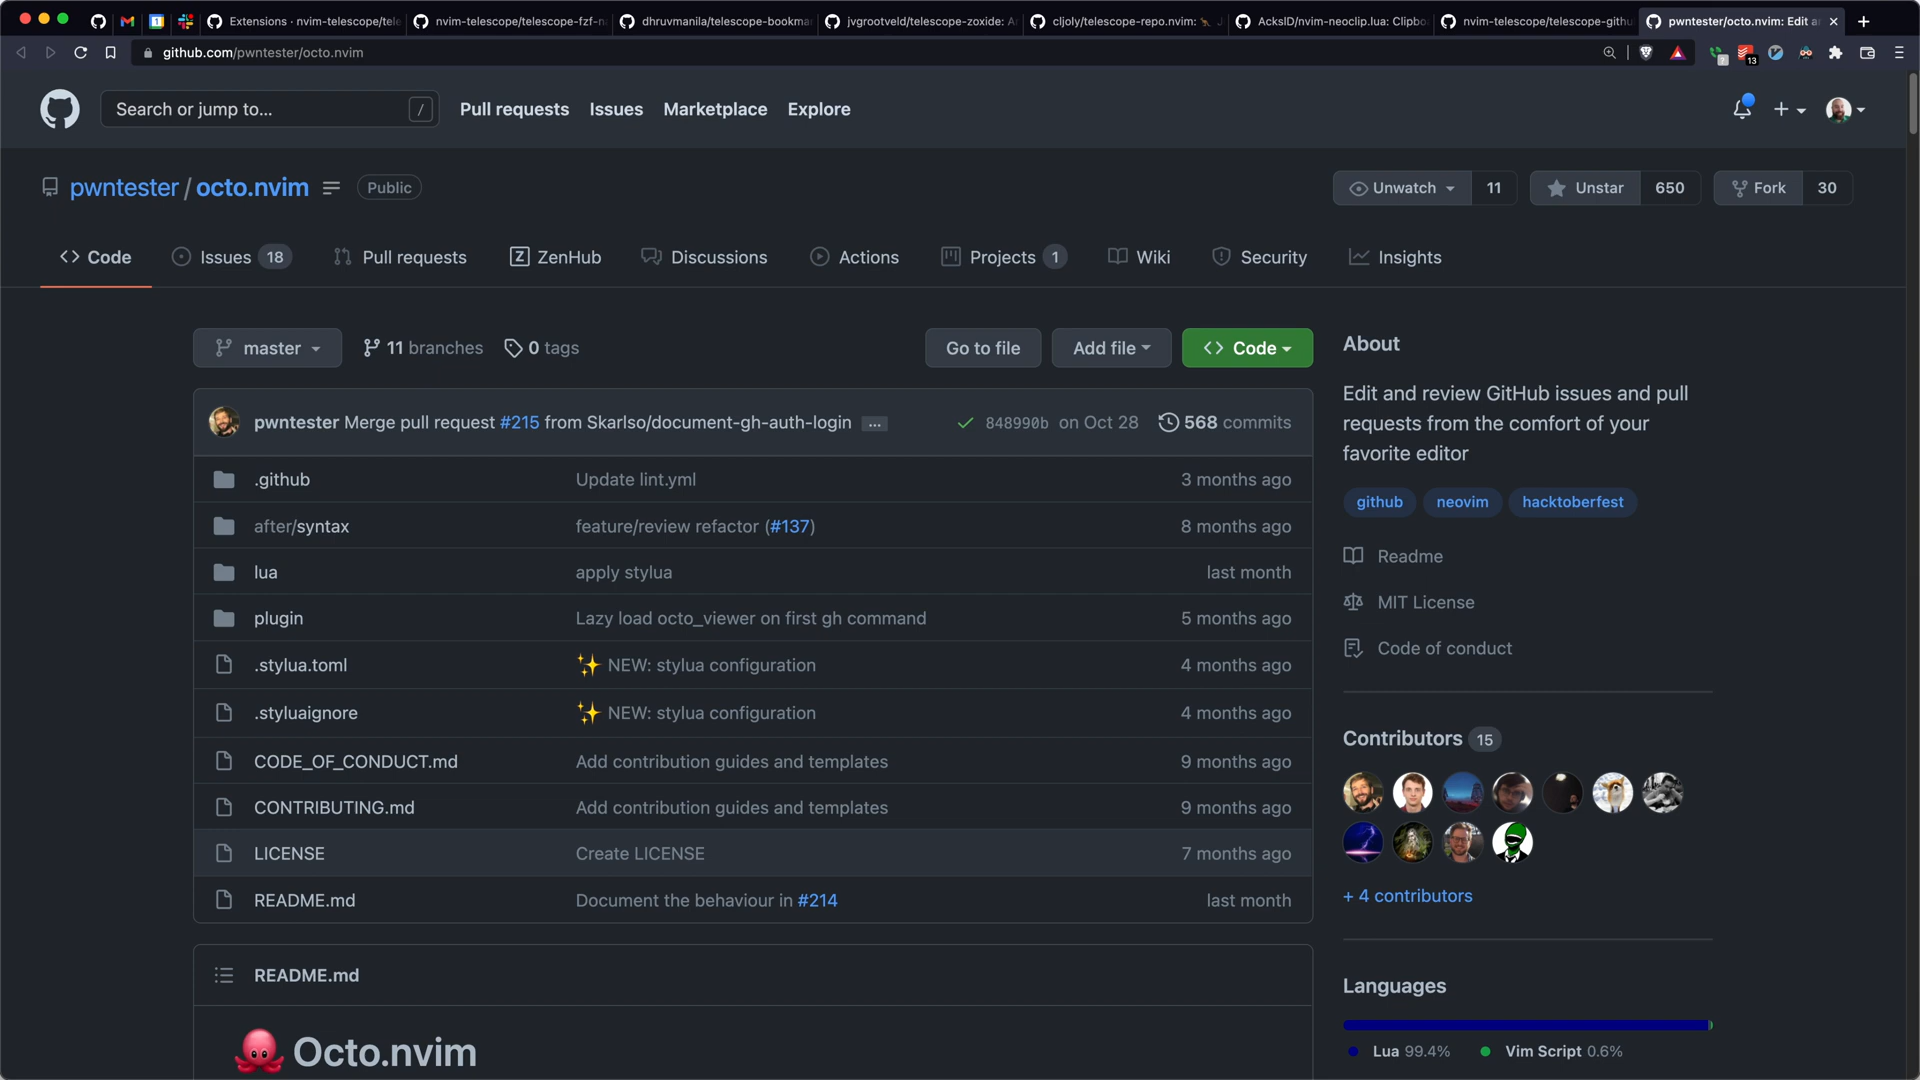 Extensions · nvim-telescope/tele
nvim-telescope/telescope-fzf-n
dhruvmanila/telescope-bookmar
jvgrootveld/telescope-zoxide: A
cljoly/telescope-repo.nvim: 🦘 J
AckslD/nvim-neoclip.lua: Clipbo
nvim-telescope/telescope-githu
pwntester/octo.nvim: Edit a
github.com/pwntester/octo.nvim
13
Search or jump to...
/
Pull requests
Issues
Marketplace
Explore
pwntester / octo.nvim
Public
Unwatch 11
Unstar 650
Fork 30
Code
Issues 18
Pull requests
ZenHub
Discussions
Actions
Projects 1
Wiki
Security
Insights
master
11 branches
0 tags
Go to file
Add file
Code
pwntester Merge pull request #215 from Skarlso/document-gh-auth-login ...
848990b on Oct 28
568 commits
.github Update lint.yml 3 months ago
after/syntax feature/review refactor (#137) 8 months ago
lua apply stylua last month
plugin Lazy load octo_viewer on first gh command 5 months ago
.stylua.toml ✨ NEW: stylua configuration 4 months ago
.styluaignore ✨ NEW: stylua configuration 4 months ago
CODE_OF_CONDUCT.md Add contribution guides and templates 9 months ago
CONTRIBUTING.md Add contribution guides and templates 9 months ago
LICENSE Create LICENSE 7 months ago
README.md Document the behaviour in #214 last month
README.md
🐙 Octo.nvim
About
Edit and review GitHub issues and pull
requests from the comfort of your
favorite editor
github neovim hacktoberfest
Readme
MIT License
Code of conduct
Contributors 15
+ 4 contributors
Languages
Lua 99.4% Vim Script 0.6%